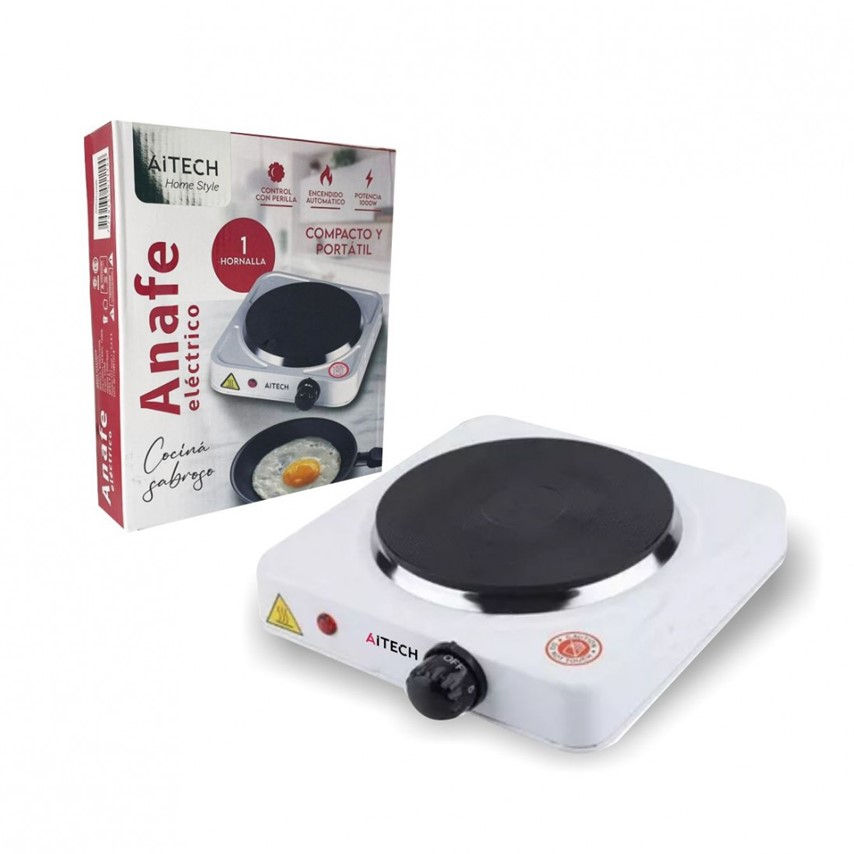 AiTECH
Home Style
CONTROL
CON PERILLA
ENCENDIDO
AUTOMÁTICO
POTENCIA
1000W
COMPACTO Y
PORTÁTIL
1
HORNALLA
Anafe
eléctrico
AiTECH
Cociná
sabroso
Anafe
eléctrico
AiTECH
OFF
CAUTION